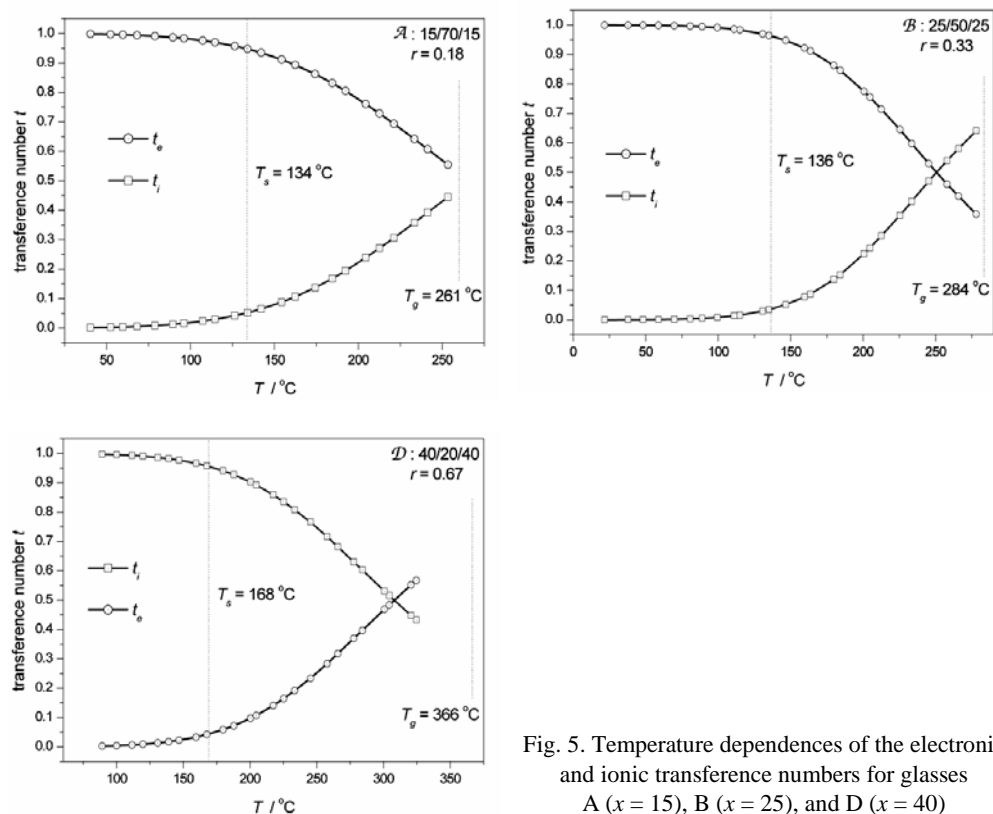 𝒜 : 15/70/15
r = 0.18
transference number t
1.0
0.9
0.8
0.7
0.6
0.5
0.4
0.3
0.2
0.1
0.0
t_e
t_i
T_s = 134 °C
T_g = 261 °C
50
100
150
200
250
T / °C
ℬ : 25/50/25
r = 0.33
transference number t
1.0
0.9
0.8
0.7
0.6
0.5
0.4
0.3
0.2
0.1
0.0
t_e
t_i
T_s = 136 °C
T_g = 284 °C
0
50
100
150
200
250
T / °C
𝒟 : 40/20/40
r = 0.67
transference number t
1.0
0.9
0.8
0.7
0.6
0.5
0.4
0.3
0.2
0.1
0.0
t_i
t_e
T_s = 168 °C
T_g = 366 °C
100
150
200
250
300
350
T / °C
Fig. 5. Temperature dependences of the electroni
and ionic transference numbers for glasses
A (x = 15), B (x = 25), and D (x = 40)